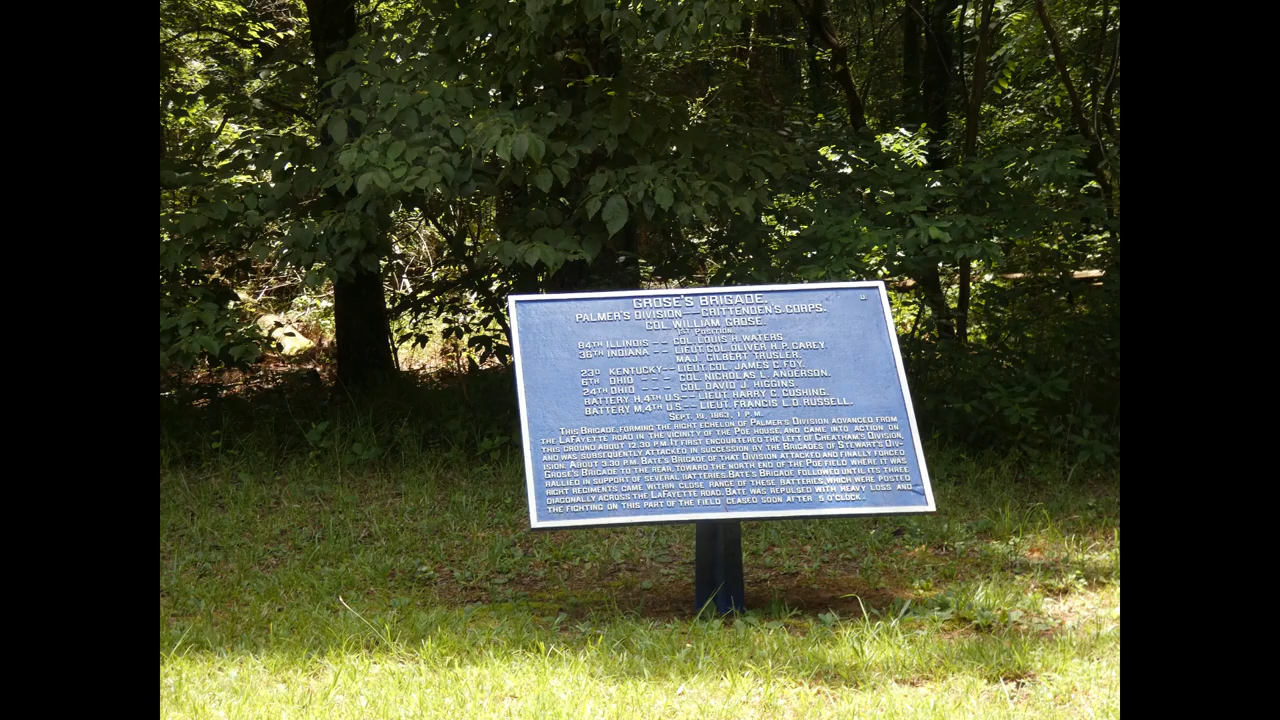 GROSE'S BRIGADE.
PALMER'S DIVISION——CRITTENDEN'S CORPS.
COL. WILLIAM GROSE.
1ST POSITION.
84TH ILLINOIS -- COL. LOUIS H. WATERS
36TH INDIANA -- LIEUT. COL. OLIVER H.P. CAREY.
MAJ. GILBERT TRUSLER.
23D KENTUCKY-- LIEUT. COL. JAMES C. FOY.
6TH OHIO - - - COL. NICHOLAS L. ANDERSON.
24TH OHIO - - - COL. DAVID J. HIGGINS
BATTERY H, 4TH U.S.-- LIEUT. HARRY C. CUSHING.
BATTERY M, 4TH U.S.-- LIEUT. FRANCIS L.D. RUSSELL.
SEPT. 19, 1863, 1 P.M.
THIS BRIGADE, FORMING THE RIGHT ECHELON OF PALMER'S DIVISION ADVANCED FROM
THE LAFAYETTE ROAD IN THE VICINITY OF THE POE HOUSE, AND CAME INTO ACTION ON
THIS GROUND ABOUT 12.30 P.M. IT FIRST ENCOUNTERED THE LEFT OF CHEATHAM'S DIVISION,
AND WAS SUBSEQUENTLY ATTACKED IN SUCCESSION BY THE BRIGADES OF STEWART'S DIV-
ISION. ABOUT 3.30 P.M. BATE'S BRIGADE OF THAT DIVISION ATTACKED AND FINALLY FORCED
GROSE'S BRIGADE TO THE REAR, TOWARD THE NORTH END OF THE POE FIELD WHERE IT WAS
RALLIED IN SUPPORT OF SEVERAL BATTERIES. BATE'S BRIGADE FOLLOWED UNTIL ITS THREE
RIGHT REGIMENTS CAME WITHIN CLOSE RANGE OF THESE BATTERIES, WHICH WERE POSTED
DIAGONALLY ACROSS THE LAFAYETTE ROAD. BATE WAS REPULSED WITH HEAVY LOSS AND
THE FIGHTING ON THIS PART OF THE FIELD CEASED SOON AFTER 5 O'CLOCK.